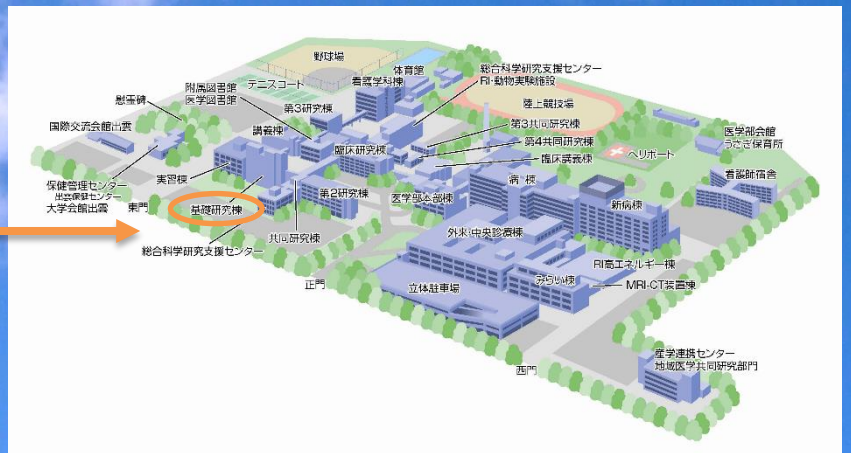 野球場
体育館
総合科学研究支援センター
RI・動物実験施設
附属図書館
医学図書館
テニスコート
看護学科棟
陸上競技場
慰霊碑
第3研究棟
第3共同研究棟
国際交流会館出雲
講義棟
臨床研究棟
第4共同研究棟
臨床講義棟
ヘリポート
医学部会館
うさぎ保育所
実習棟
病棟
看護師宿舎
保健管理センター
出雲保健センター
大学会館出雲
東門
基礎研究棟
第2研究棟
医学部本部棟
新病棟
共同研究棟
外来・中央診療棟
総合科学研究支援センター
RI高エネルギー棟
正門
立体駐車場
みらい棟
MRI-CT装置棟
西門
産学連携センター
地域医学共同研究部門